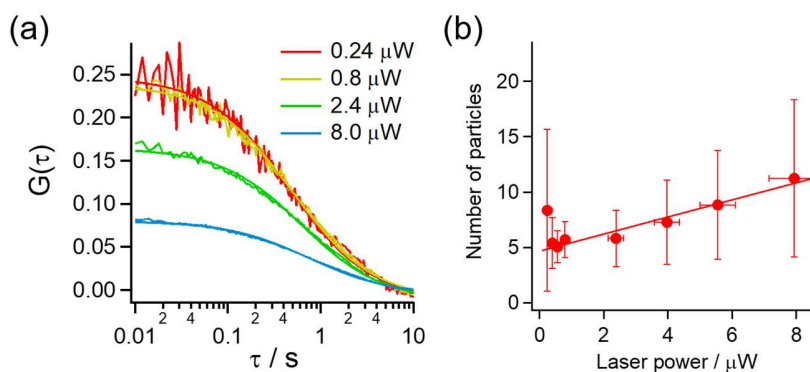 (a)
G(τ)
0.25
0.20
0.15
0.10
0.05
0.00
0.24 μW
0.8 μW
2.4 μW
8.0 μW
0.01
2
4
0.1
2
4
1
2
4
10
τ / s
(b)
Number of particles
20
15
10
5
0
0
2
4
6
8
Laser power / μW